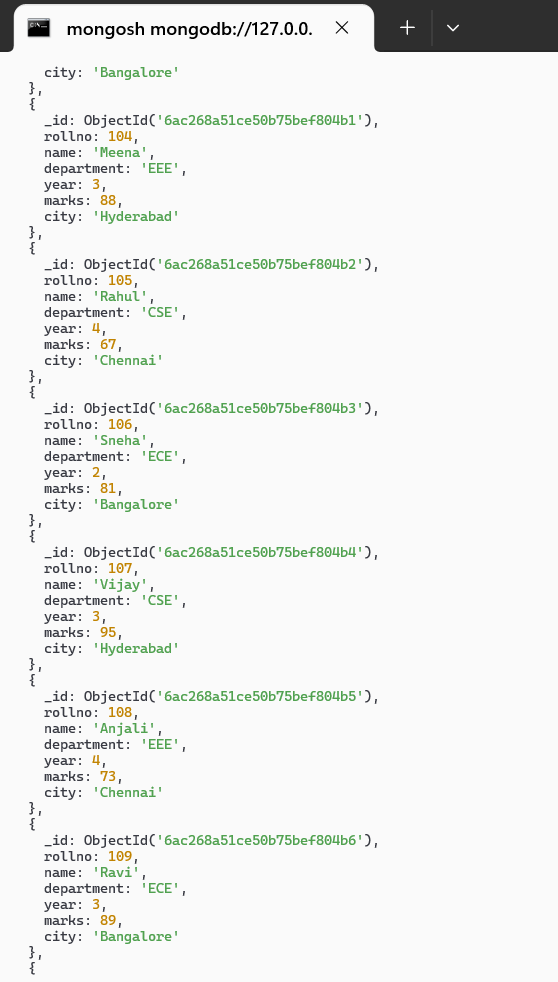 mongosh mongodb://127.0.0.
city: 'Bangalore'
},
{
_id: ObjectId('6ac268a51ce50b75bef804b1'),
rollno: 104,
name: 'Meena',
department: 'EEE',
year: 3,
marks: 88,
city: 'Hyderabad'
},
{
_id: ObjectId('6ac268a51ce50b75bef804b2'),
rollno: 105,
name: 'Rahul',
department: 'CSE',
year: 4,
marks: 67,
city: 'Chennai'
},
{
_id: ObjectId('6ac268a51ce50b75bef804b3'),
rollno: 106,
name: 'Sneha',
department: 'ECE',
year: 2,
marks: 81,
city: 'Bangalore'
},
{
_id: ObjectId('6ac268a51ce50b75bef804b4'),
rollno: 107,
name: 'Vijay',
department: 'CSE',
year: 3,
marks: 95,
city: 'Hyderabad'
},
{
_id: ObjectId('6ac268a51ce50b75bef804b5'),
rollno: 108,
name: 'Anjali',
department: 'EEE',
year: 4,
marks: 73,
city: 'Chennai'
},
{
_id: ObjectId('6ac268a51ce50b75bef804b6'),
rollno: 109,
name: 'Ravi',
department: 'ECE',
year: 3,
marks: 89,
city: 'Bangalore'
},
{